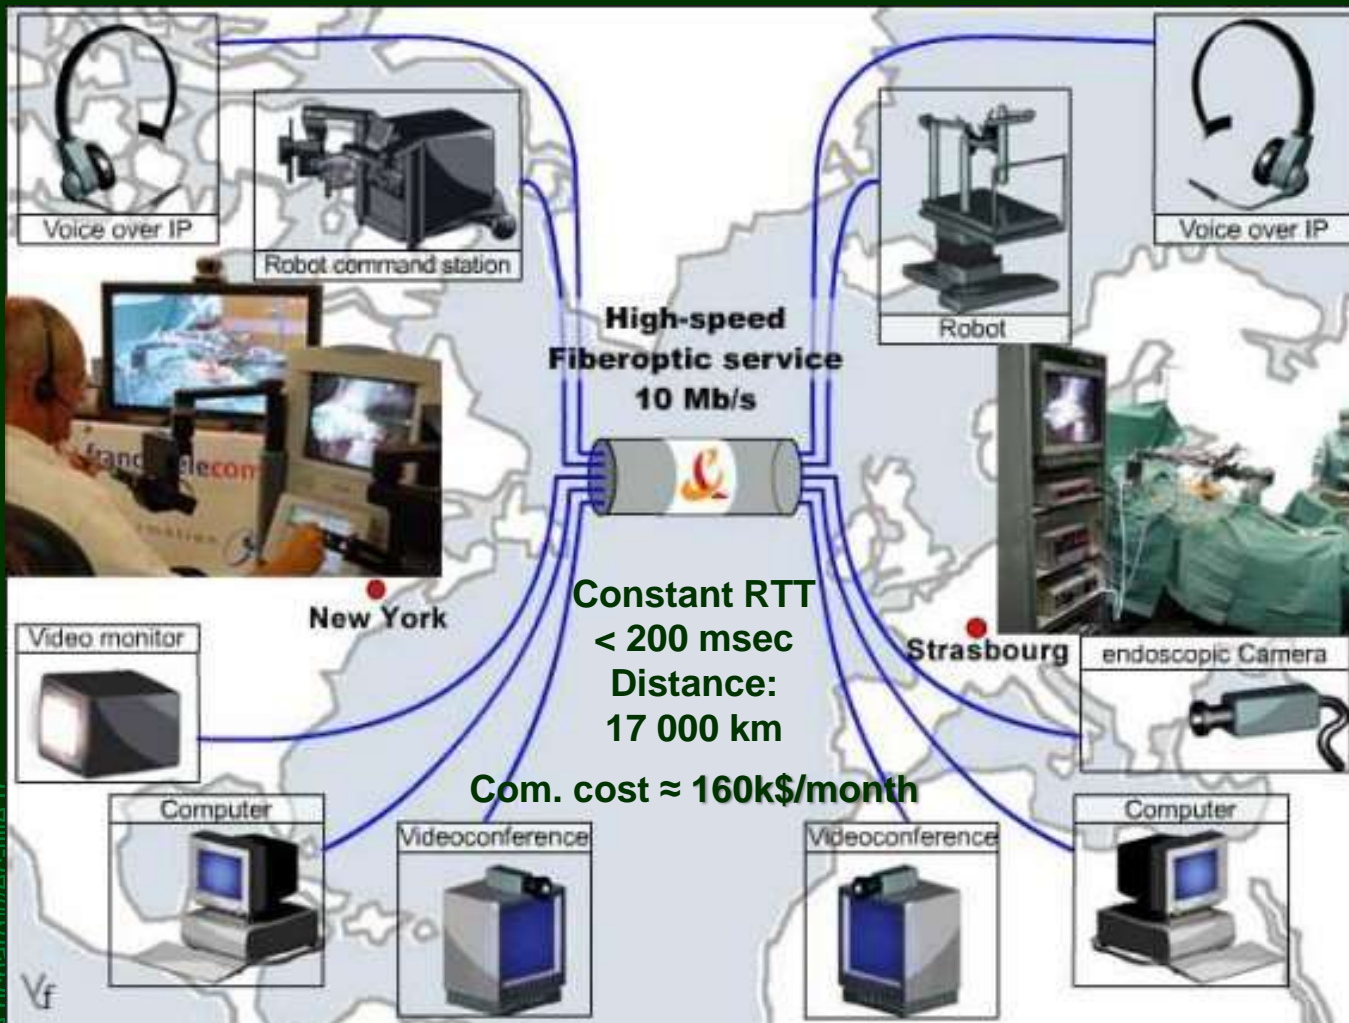 Voice over IP
Robot command station
Robot
Voice over IP
High-speed
Fiberoptic service
10 Mb/s
New York
Constant RTT
< 200 msec
Distance:
17 000 km
Strasbourg
Video monitor
endoscopic Camera
Com. cost ≈ 160k$/month
Computer
Videoconference
Videoconference
Computer